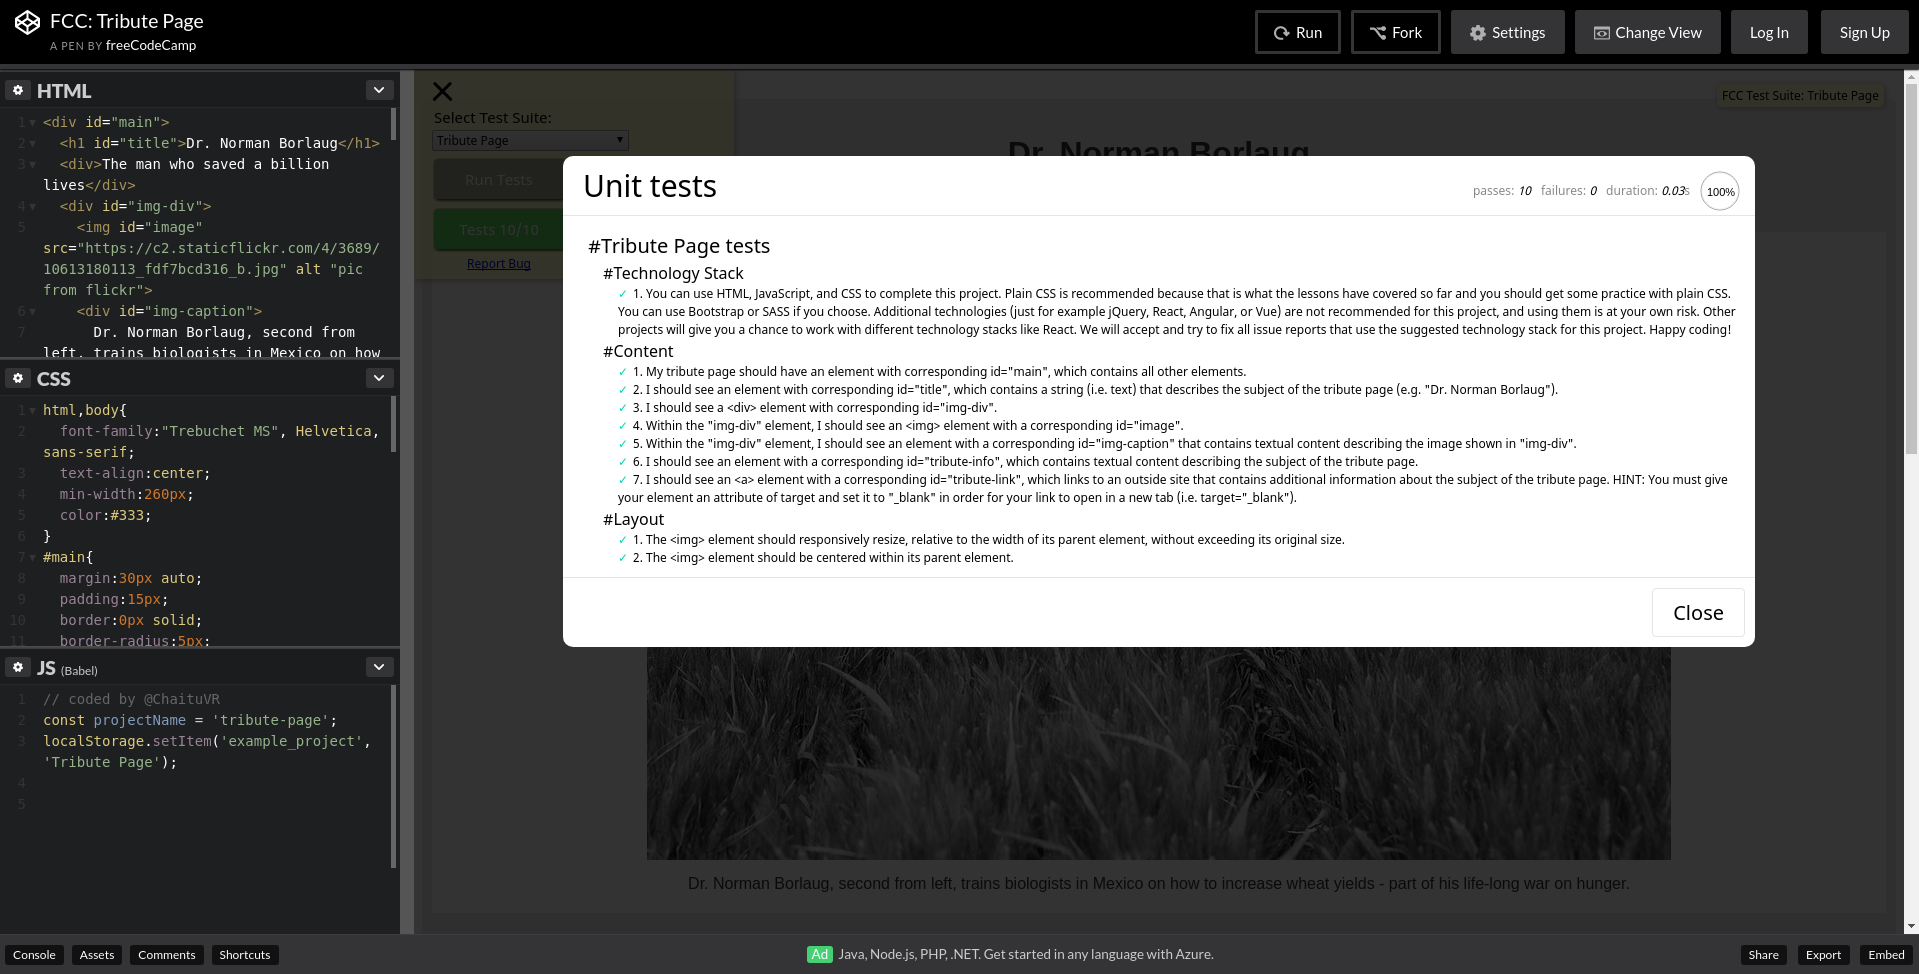 FCC: Tribute Page
A PEN BY freeCodeCamp
Run
Fork
Settings
Change View
Log In
Sign Up
HTML
1 <div id="main">
2 <h1 id="title">Dr. Norman Borlaug</h1>
3 <div>The man who saved a billion
lives</div>
4 <div id="img-div">
5 <img id="image"
src="https://c2.staticflickr.com/4/3689/
10613180113_fdf7bcd316_b.jpg" alt "pic
from flickr">
6 <div id="img-caption">
7 Dr. Norman Borlaug, second from
left, trains biologists in Mexico on how
CSS
1 html,body{
2 font-family:"Trebuchet MS", Helvetica,
sans-serif;
3 text-align:center;
4 min-width:260px;
5 color:#333;
6 }
7 #main{
8 margin:30px auto;
9 padding:15px;
10 border:0px solid;
11 border-radius:5px;
JS (Babel)
1 // coded by @ChaituVR
2 const projectName = 'tribute-page';
3 localStorage.setItem('example_project',
'Tribute Page');
4
5
Select Test Suite:
Tribute Page
Run Tests
Tests 10/10
Report Bug
FCC Test Suite: Tribute Page
Dr. Norman Borlaug
Unit tests
passes: 10 failures: 0 duration: 0.03s 100%
#Tribute Page tests
#Technology Stack
✓ 1. You can use HTML, JavaScript, and CSS to complete this project. Plain CSS is recommended because that is what the lessons have covered so far and you should get some practice with plain CSS.
You can use Bootstrap or SASS if you choose. Additional technologies (just for example jQuery, React, Angular, or Vue) are not recommended for this project, and using them is at your own risk. Other
projects will give you a chance to work with different technology stacks like React. We will accept and try to fix all issue reports that use the suggested technology stack for this project. Happy coding!
#Content
✓ 1. My tribute page should have an element with corresponding id="main", which contains all other elements.
✓ 2. I should see an element with corresponding id="title", which contains a string (i.e. text) that describes the subject of the tribute page (e.g. "Dr. Norman Borlaug").
✓ 3. I should see a <div> element with corresponding id="img-div".
✓ 4. Within the "img-div" element, I should see an <img> element with a corresponding id="image".
✓ 5. Within the "img-div" element, I should see an element with a corresponding id="img-caption" that contains textual content describing the image shown in "img-div".
✓ 6. I should see an element with a corresponding id="tribute-info", which contains textual content describing the subject of the tribute page.
✓ 7. I should see an <a> element with a corresponding id="tribute-link", which links to an outside site that contains additional information about the subject of the tribute page. HINT: You must give
your element an attribute of target and set it to "_blank" in order for your link to open in a new tab (i.e. target="_blank").
#Layout
✓ 1. The <img> element should responsively resize, relative to the width of its parent element, without exceeding its original size.
✓ 2. The <img> element should be centered within its parent element.
Close
Dr. Norman Borlaug, second from left, trains biologists in Mexico on how to increase wheat yields - part of his life-long war on hunger.
Console
Assets
Comments
Shortcuts
Ad Java, Node.js, PHP, .NET. Get started in any language with Azure.
Share
Export
Embed